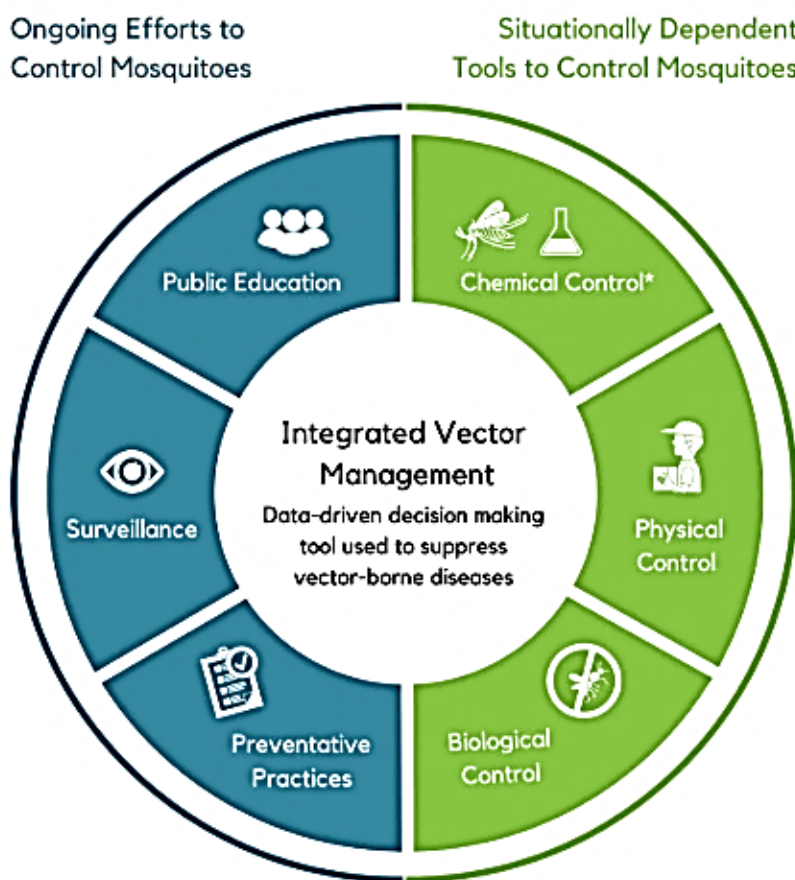 Ongoing Efforts to
Control Mosquitoes
Situationally Dependent
Tools to Control Mosquitoes
Public Education
Chemical Control*
Integrated Vector
Management
Data-driven decision making
tool used to suppress
vector-borne diseases
Surveillance
Physical
Control
Preventative
Practices
Biological
Control